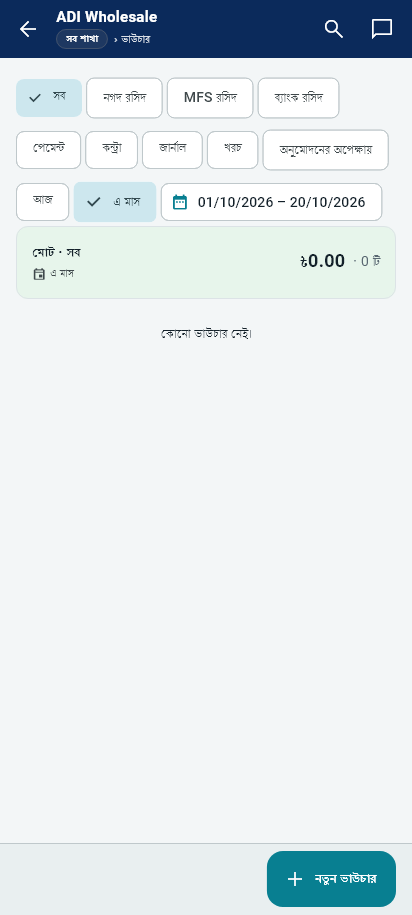 ADI Wholesale
সব শাখা › ভাউচার
সব নগদ রসিদ MFS রসিদ ব্যাংক রসিদ
পেমেন্ট কন্ট্রা জার্নাল খরচ অনুমোদনের অপেক্ষায়
আজ এ মাস 01/10/2026 – 20/10/2026
মোট · সব
৳0.00 · 0 টি
এ মাস
কোনো ভাউচার নেই।
নতুন ভাউচার